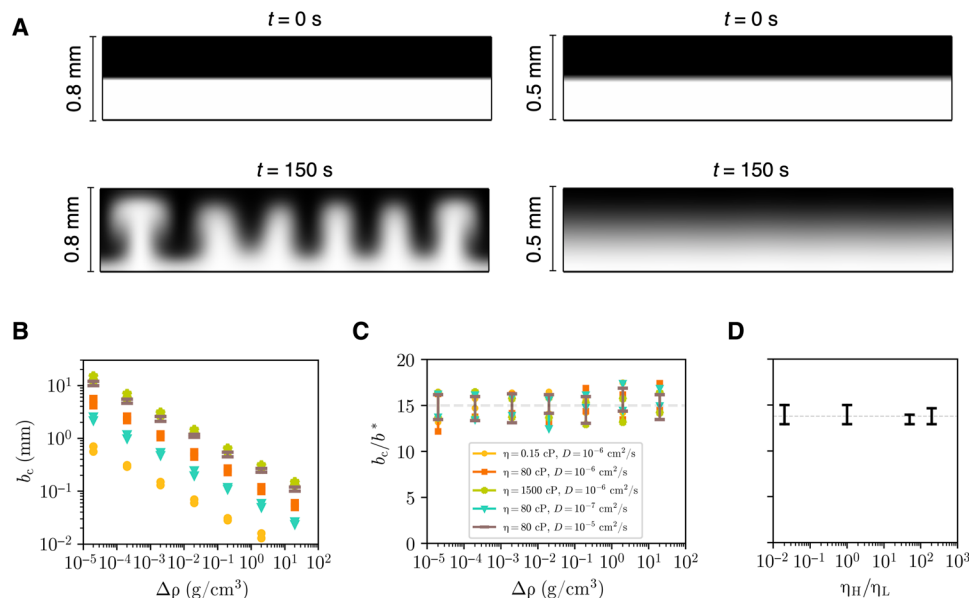 A
t = 0 s
t = 0 s
0.8 mm
0.5 mm
t = 150 s
t = 150 s
0.8 mm
0.5 mm
B
C
D
10¹
10⁰
10⁻¹
10⁻²
b_c (mm)
10⁻⁵ 10⁻⁴ 10⁻³ 10⁻² 10⁻¹ 10⁰ 10¹ 10²
Δρ (g/cm³)
20
15
10
5
0
b_c/b*
η=0.15 cP, D=10⁻⁶ cm²/s
η=80 cP, D=10⁻⁶ cm²/s
η=1500 cP, D=10⁻⁶ cm²/s
η=80 cP, D=10⁻⁷ cm²/s
η=80 cP, D=10⁻⁵ cm²/s
10⁻⁵ 10⁻⁴ 10⁻³ 10⁻² 10⁻¹ 10⁰ 10¹ 10²
Δρ (g/cm³)
10⁻² 10⁻¹ 10⁰ 10¹ 10² 10³
η_H/η_L